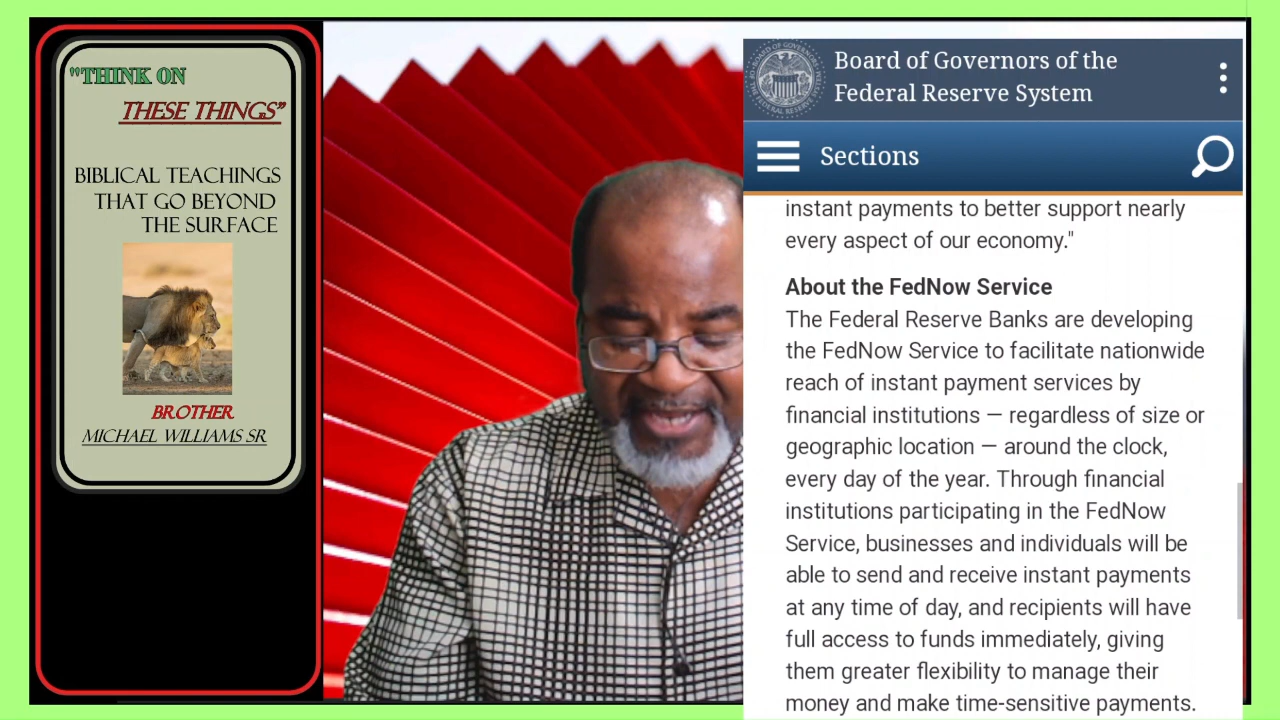 "THINK ON
THESE THINGS”
BIBLICAL TEACHINGS
THAT GO BEYOND
THE SURFACE
BROTHER
MICHAEL WILLIAMS SR
Board of Governors of the
Federal Reserve System
Sections
instant payments to better support nearly
every aspect of our economy."
About the FedNow Service
The Federal Reserve Banks are developing
the FedNow Service to facilitate nationwide
reach of instant payment services by
financial institutions — regardless of size or
geographic location — around the clock,
every day of the year. Through financial
institutions participating in the FedNow
Service, businesses and individuals will be
able to send and receive instant payments
at any time of day, and recipients will have
full access to funds immediately, giving
them greater flexibility to manage their
money and make time-sensitive payments.